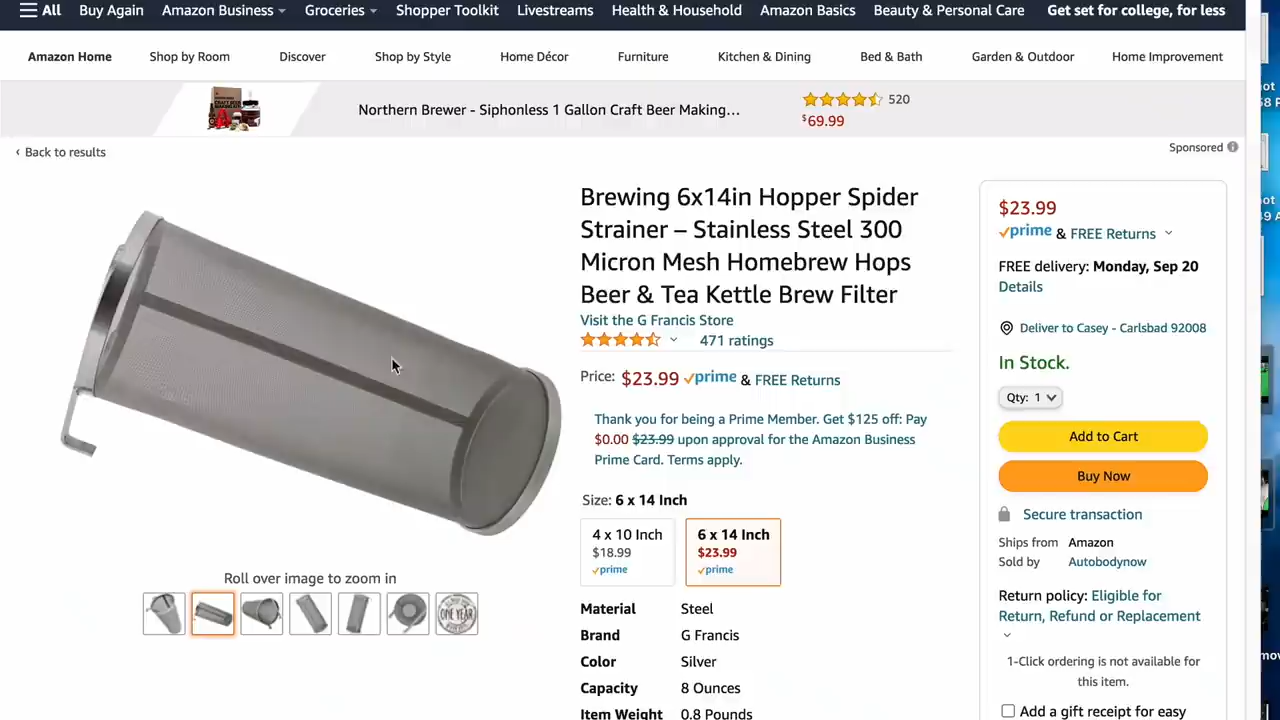 All Buy Again Amazon Business Groceries Shopper Toolkit Livestreams Health & Household Amazon Basics Beauty & Personal Care Get set for college, for less
Amazon Home Shop by Room Discover Shop by Style Home Décor Furniture Kitchen & Dining Bed & Bath Garden & Outdoor Home Improvement
Northern Brewer - Siphonless 1 Gallon Craft Beer Making... 520
$69.99
‹ Back to results
Sponsored
Brewing 6x14in Hopper Spider
Strainer – Stainless Steel 300
Micron Mesh Homebrew Hops
Beer & Tea Kettle Brew Filter
Visit the G Francis Store
471 ratings
Price: $23.99 prime & FREE Returns
Thank you for being a Prime Member. Get $125 off: Pay
$0.00 $23.99 upon approval for the Amazon Business
Prime Card. Terms apply.
Size: 6 x 14 Inch
4 x 10 Inch
$18.99
prime
6 x 14 Inch
$23.99
prime
Material Steel
Brand G Francis
Color Silver
Capacity 8 Ounces
Item Weight 0.8 Pounds
Roll over image to zoom in
ONE YEAR
$23.99
prime & FREE Returns
FREE delivery: Monday, Sep 20
Details
Deliver to Casey - Carlsbad 92008
In Stock.
Qty: 1
Add to Cart
Buy Now
Secure transaction
Ships from Amazon
Sold by Autobodynow
Return policy: Eligible for
Return, Refund or Replacement
1-Click ordering is not available for
this item.
Add a gift receipt for easy